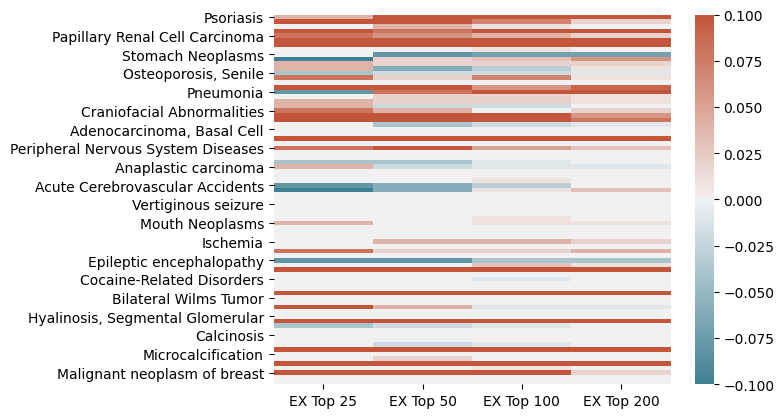 Psoriasis
Papillary Renal Cell Carcinoma
Stomach Neoplasms
Osteoporosis, Senile
Pneumonia
Craniofacial Abnormalities
Adenocarcinoma, Basal Cell
Peripheral Nervous System Diseases
Anaplastic carcinoma
Acute Cerebrovascular Accidents
Vertiginous seizure
Mouth Neoplasms
Ischemia
Epileptic encephalopathy
Cocaine-Related Disorders
Bilateral Wilms Tumor
Hyalinosis, Segmental Glomerular
Calcinosis
Microcalcification
Malignant neoplasm of breast
EX Top 25 EX Top 50 EX Top 100 EX Top 200
0.100
0.075
0.050
0.025
0.000
−0.025
−0.050
−0.075
−0.100